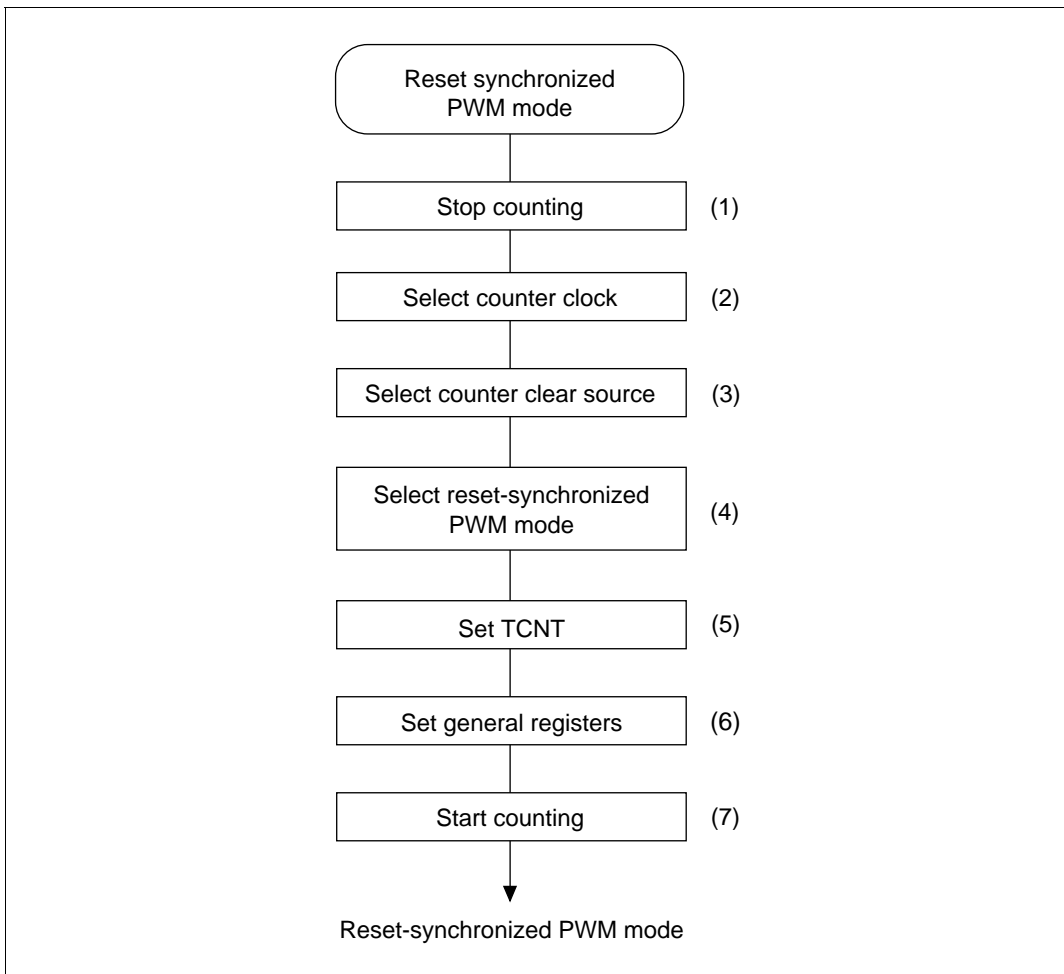 Reset synchronized
PWM mode
Stop counting (1)
Select counter clock (2)
Select counter clear source (3)
Select reset-synchronized
PWM mode
(4)
Set TCNT (5)
Set general registers (6)
Start counting (7)
Reset-synchronized PWM mode